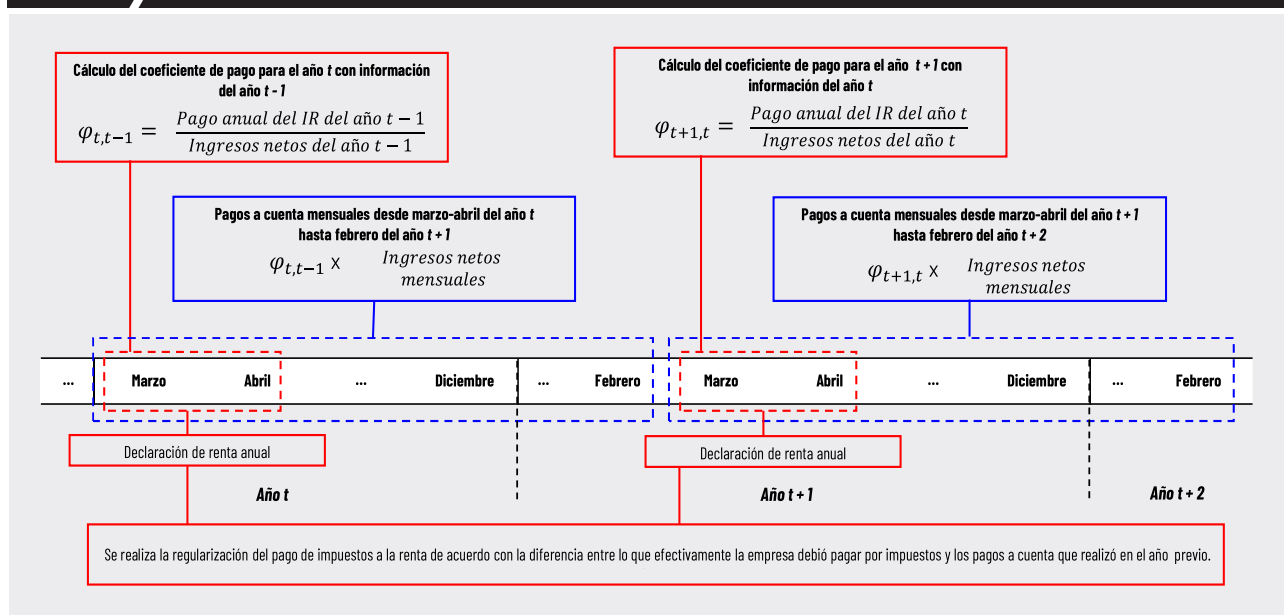 Cálculo del coeficiente de pago para el año t con información
del año t - 1
φt,t−1 = Pago anual del IR del año t − 1
Ingresos netos del año t − 1
Cálculo del coeficiente de pago para el año t + 1 con
información del año t
φt+1,t = Pago anual del IR del año t
Ingresos netos del año t
Pagos a cuenta mensuales desde marzo-abril del año t
hasta febrero del año t + 1
φt,t−1 X Ingresos netos
mensuales
Pagos a cuenta mensuales desde marzo-abril del año t + 1
hasta febrero del año t + 2
φt+1,t X Ingresos netos
mensuales
... Marzo Abril ... Diciembre ... Febrero Marzo Abril ... Diciembre ... Febrero
Declaración de renta anual
Declaración de renta anual
Año t
Año t + 1
Año t + 2
Se realiza la regularización del pago de impuestos a la renta de acuerdo con la diferencia entre lo que efectivamente la empresa debió pagar por impuestos y los pagos a cuenta que realizó en el año previo.